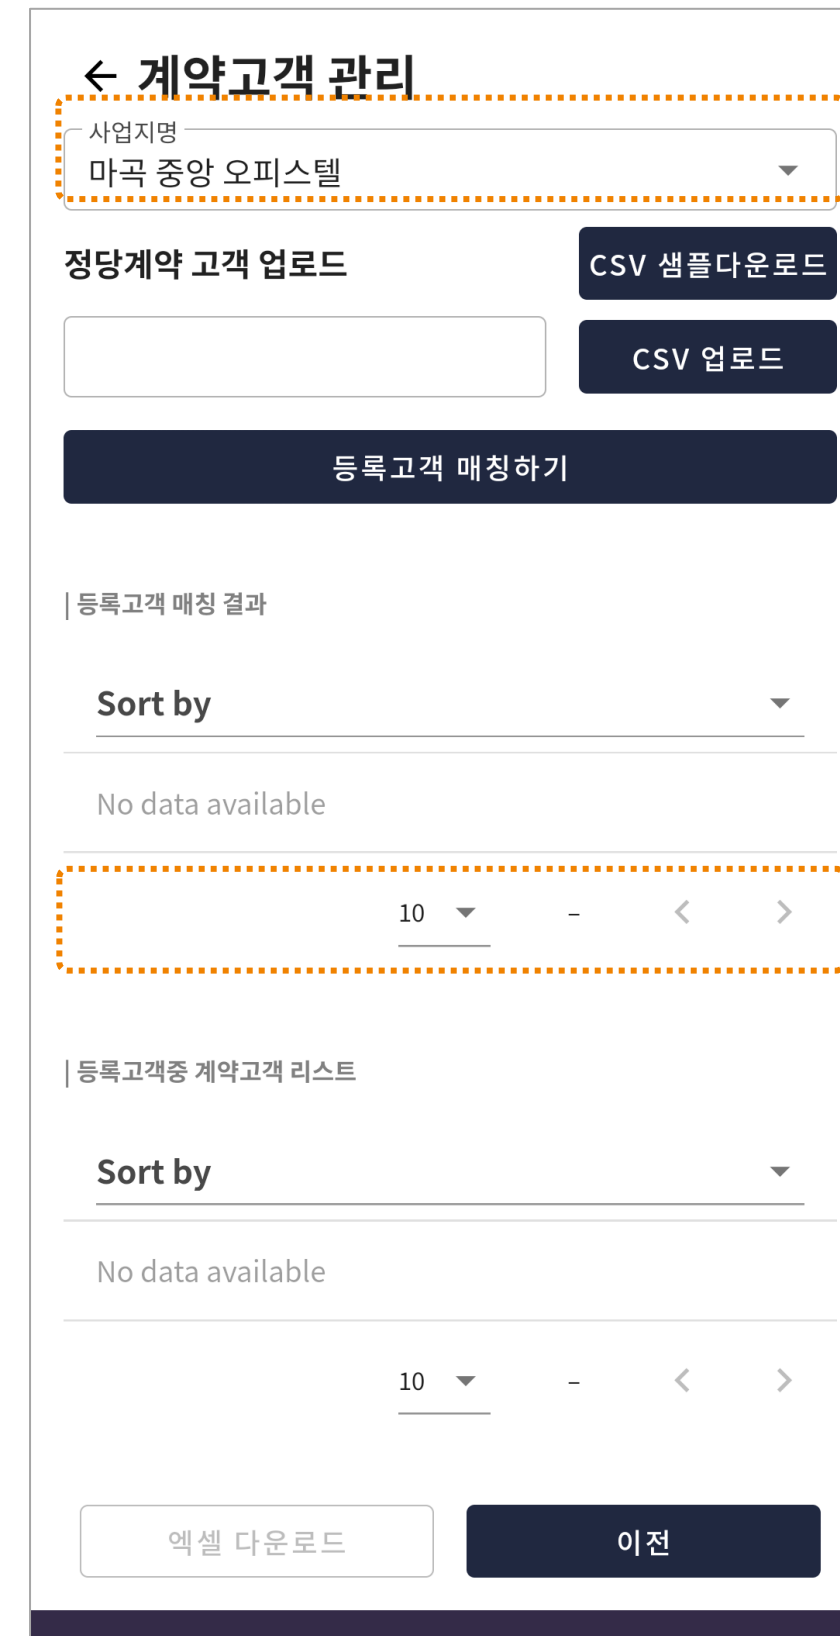 계약고객 관리
사업지명
마곡 중앙 오피스텔
정당계약 고객 업로드
CSV 샘플다운로드
CSV 업로드
등록고객 매칭하기
| 등록고객 매칭 결과
Sort by
No data available
10 –
| 등록고객중 계약고객 리스트
Sort by
No data available
10 –
엑셀 다운로드 이전